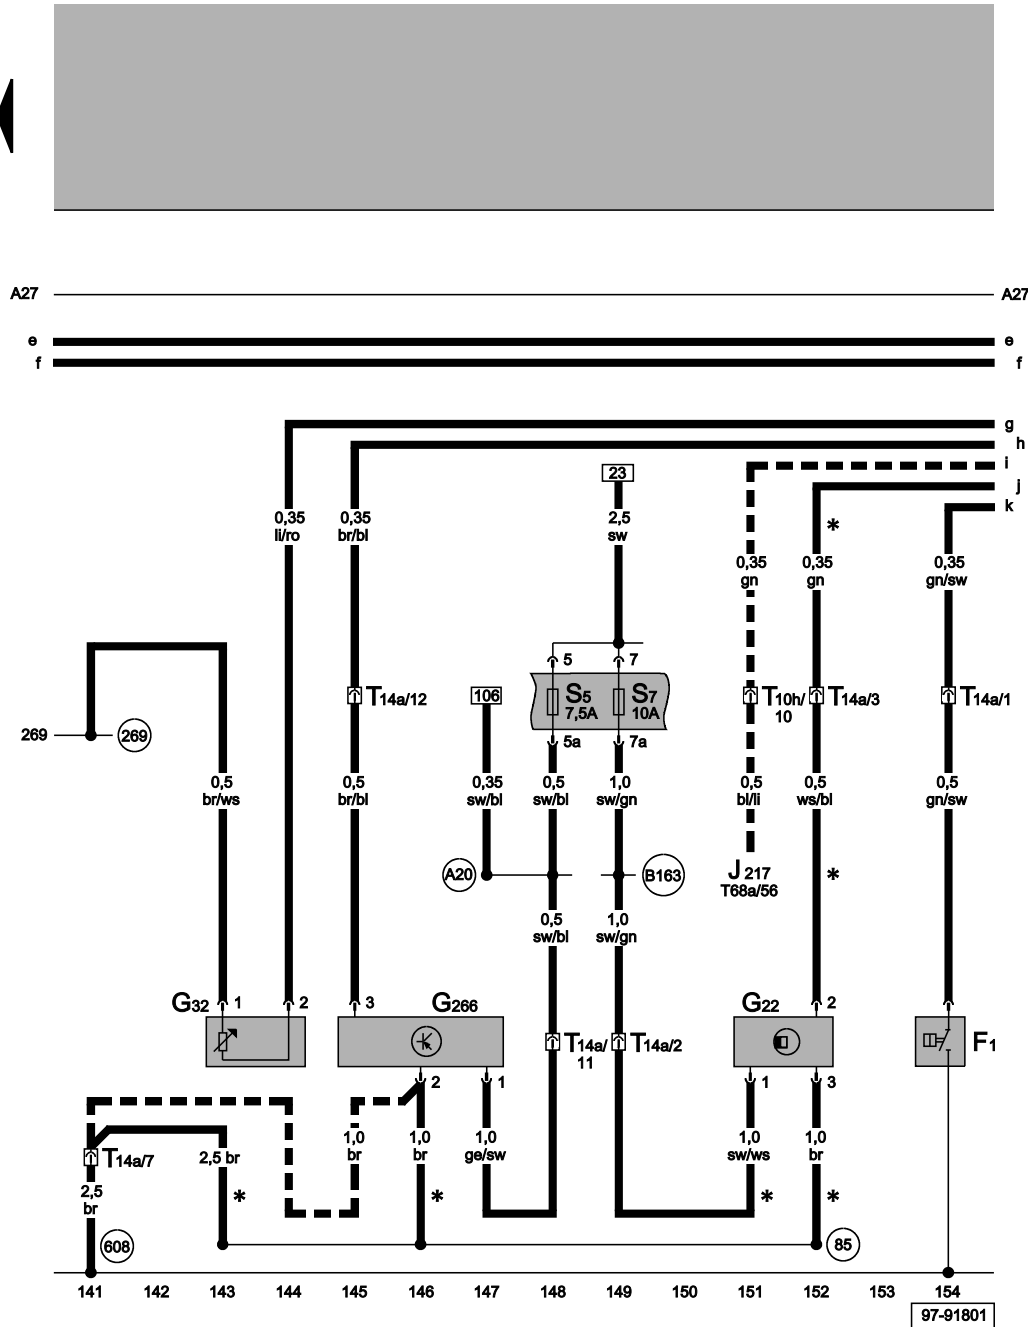 A27 A27
e e
f f
g
h
i
j
k
23
0,35 0,35 2,5
li/ro br/bl sw
*
0,35 0,35 0,35
gn gn gn/sw
5 7
106 S5 S7
7,5A 10A
T14a/12 T10h/ T14a/3 T14a/1
10
269 269
5a 7a
0,5 0,5 0,35 0,5 1,0 0,5 0,5 0,5
br/ws br/bl sw/bl sw/bl sw/gn bl/li ws/bl gn/sw
A20 B163 J217 *
T68a/56
0,5 1,0
sw/bl sw/gn
G32 1 2 3 G266 G22 2
T14a/ T14a/2 F1
11
2 1 1 3
1,0 1,0 1,0 1,0 1,0
br br ge/sw sw/ws br
T14a/7 2,5 br
2,5
br
* * * *
608 85
141 142 143 144 145 146 147 148 149 150 151 152 153 154
97-91801